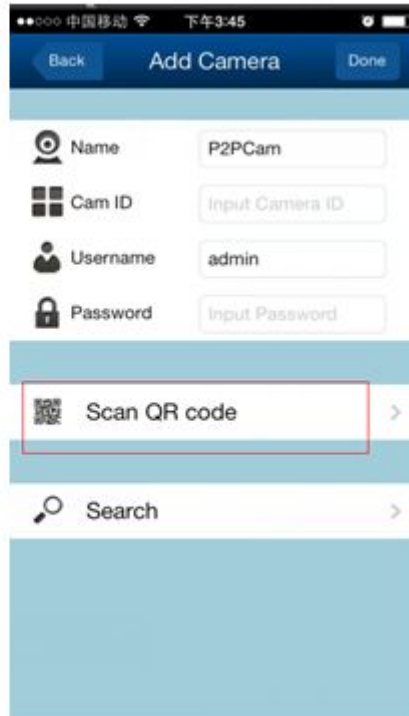 中国移动 下午3:45
Back Add Camera Done
Name P2PCam
Cam ID Input Camera ID
Username admin
Password Input Password
Scan QR code
Search